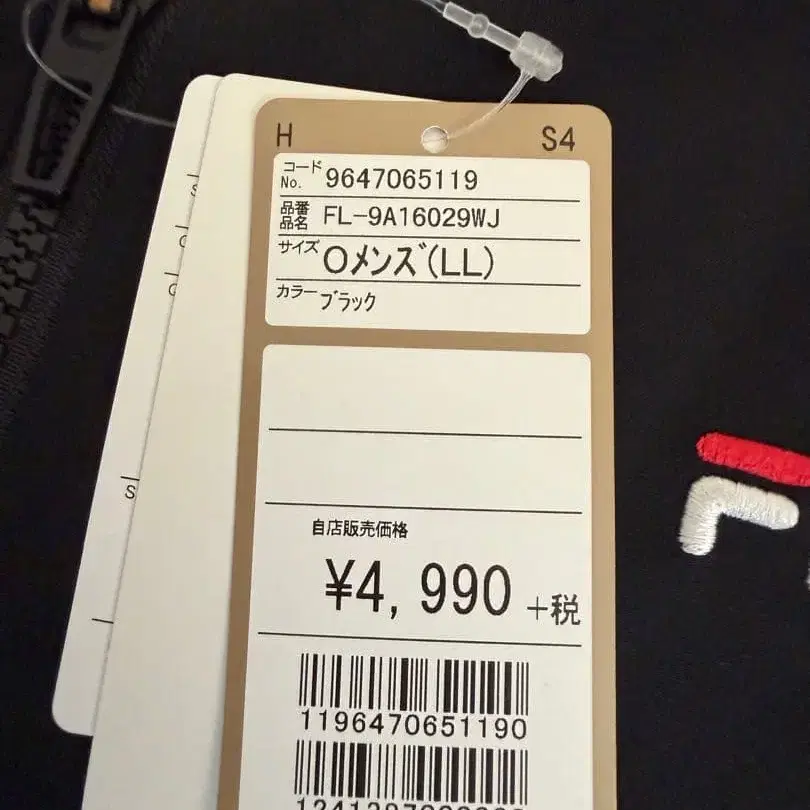 H S4
コード No. 9647065119
品番 品名 FL-9A16029WJ
サイズ Oメンズ(LL)
カラー ブラック
自店販売価格
¥4,990 +税
1196470651190